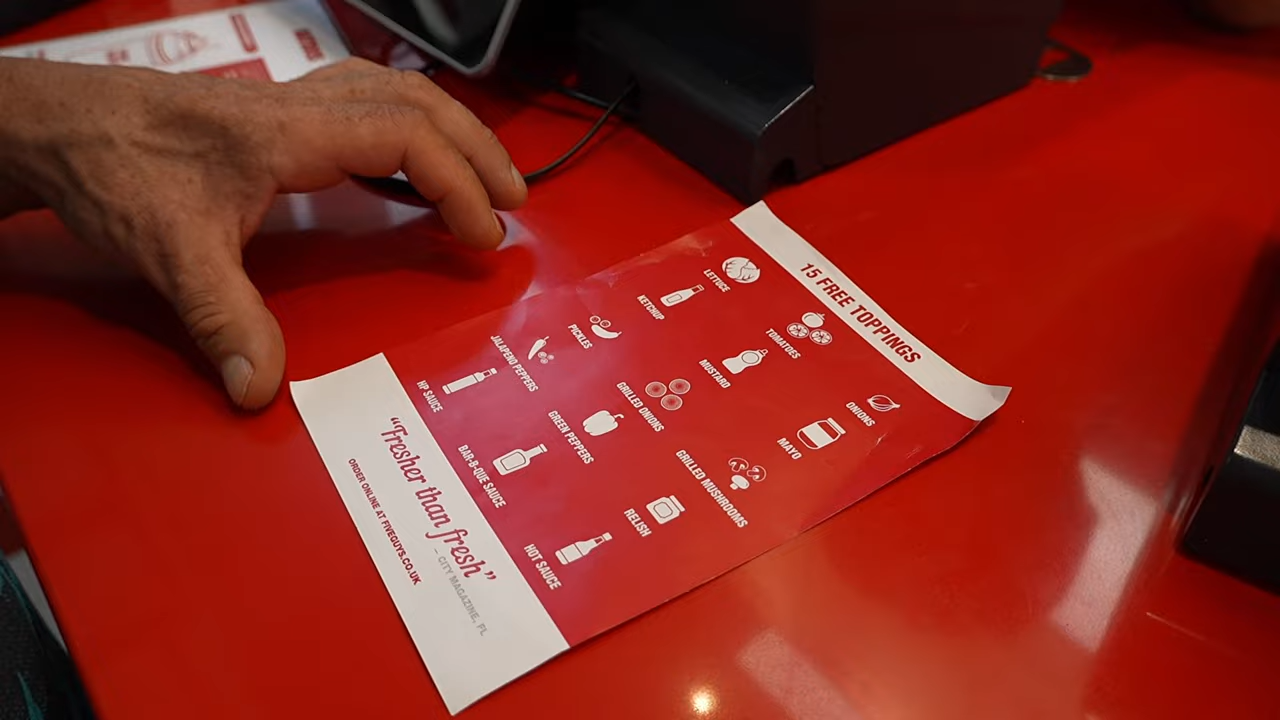 15 FREE TOPPINGS
LETTUCE
TOMATOES
ONIONS
KETCHUP
MUSTARD
MAYO
PICKLES
GRILLED ONIONS
GRILLED MUSHROOMS
JALAPENO PEPPERS
GREEN PEPPERS
RELISH
HP SAUCE
BAR-B-QUE SAUCE
HOT SAUCE
“Fresher than fresh”
– CITY MAGAZINE, FL
ORDER ONLINE AT FIVEGUYS.CO.UK